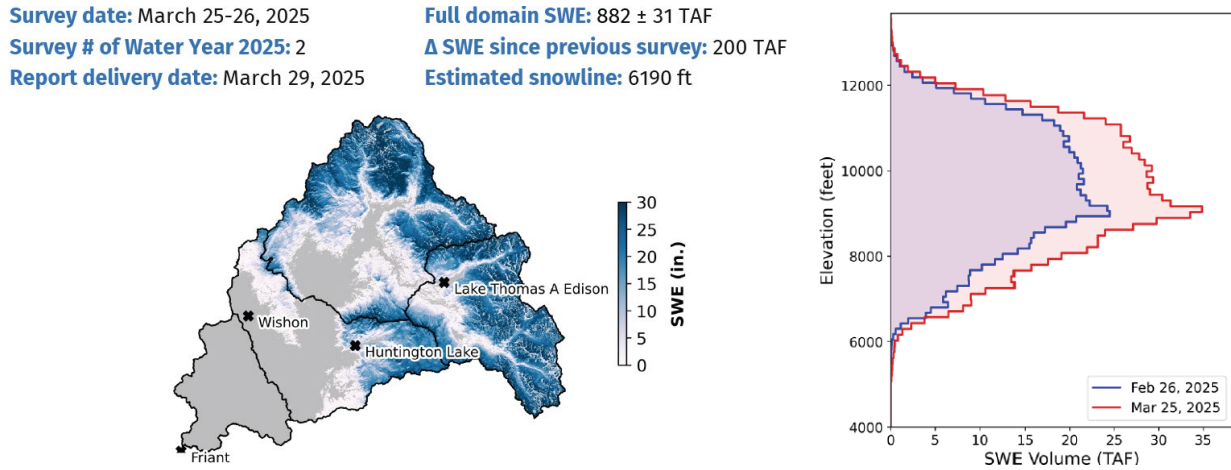 Survey date: March 25-26, 2025
Survey # of Water Year 2025: 2
Report delivery date: March 29, 2025
Full domain SWE: 882 ± 31 TAF
Δ SWE since previous survey: 200 TAF
Estimated snowline: 6190 ft
Lake Thomas A Edison
Wishon
Huntington Lake
Friant
30
25
20
15
10
5
0
SWE (in.)
Elevation (feet)
12000
10000
8000
6000
4000
Feb 26, 2025
Mar 25, 2025
0 5 10 15 20 25 30 35
SWE Volume (TAF)